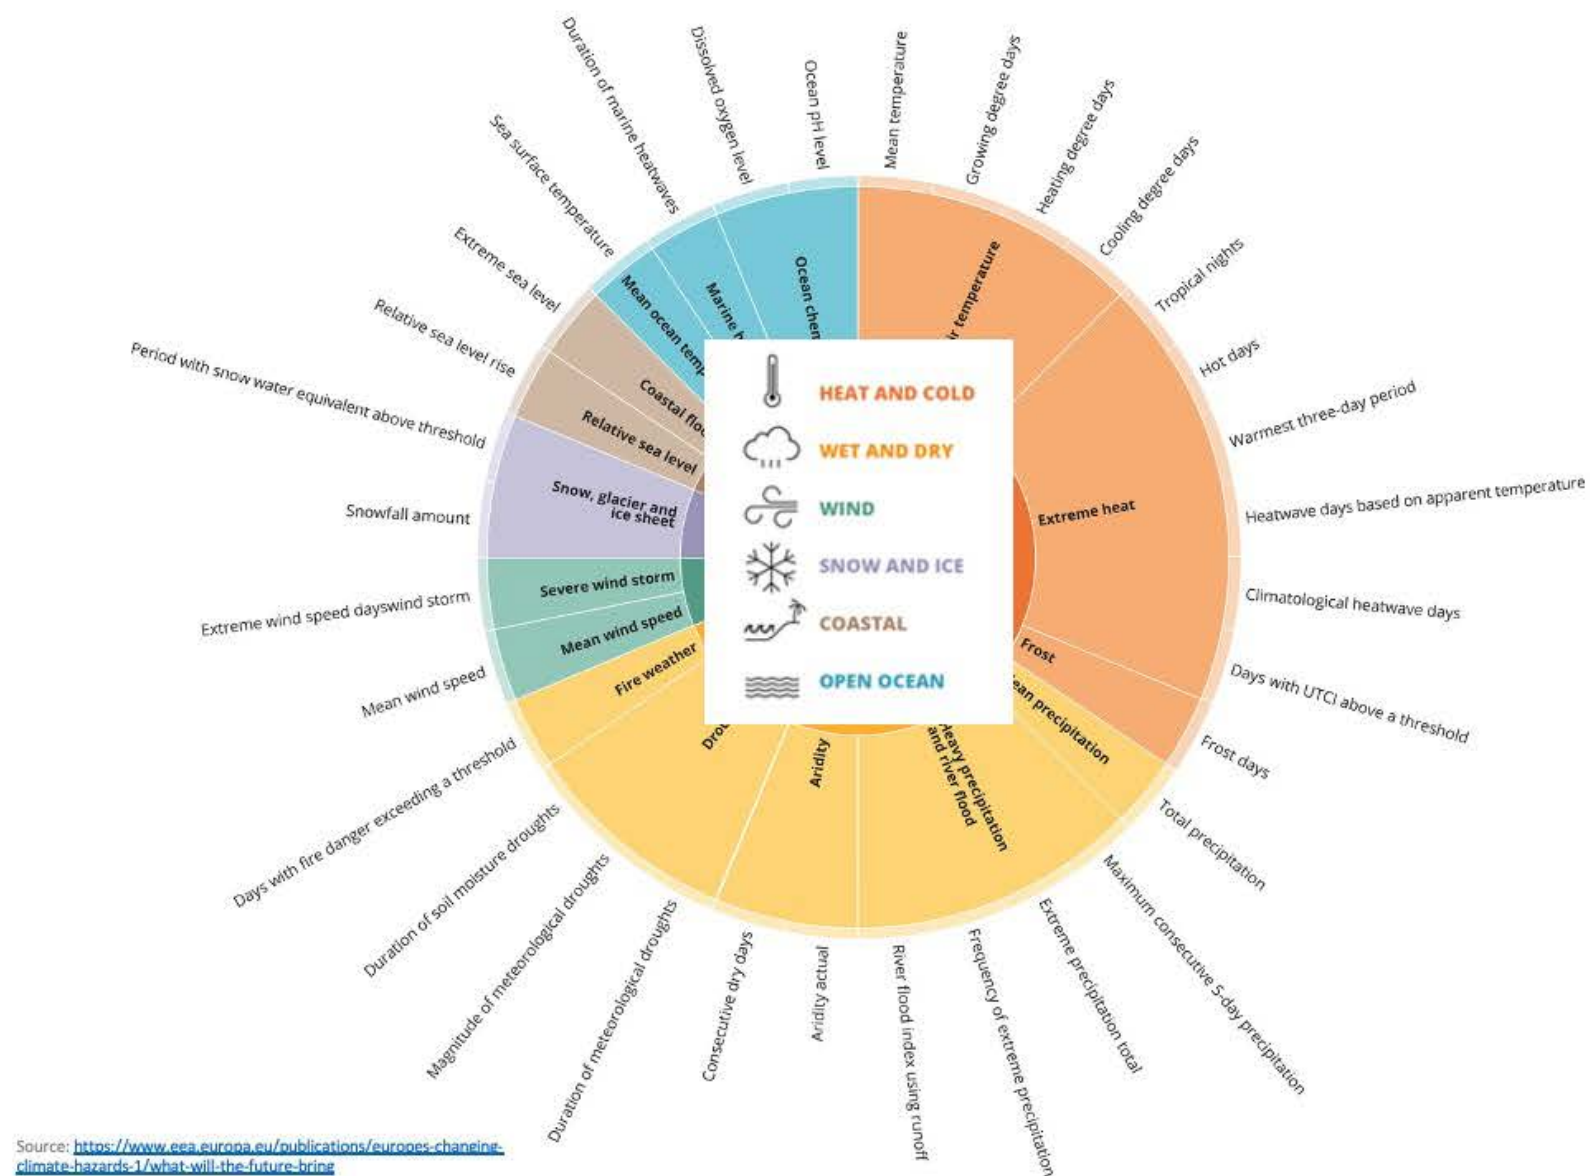 Mean temperature
Growing degree days
Heating degree days
Cooling degree days
Tropical nights
Hot days
Warmest three-day period
Heatwave days based on apparent temperature
Climatological heatwave days
Days with UTCI above a threshold
Frost days
Total precipitation
Maximum consecutive 5-day precipitation
Extreme precipitation total
Frequency of extreme precipitation
River flood index using runoff
Aridity actual
Consecutive dry days
Duration of meteorological droughts
Magnitude of meteorological droughts
Duration of soil moisture droughts
Days with fire danger exceeding a threshold
Mean wind speed
Extreme wind speed dayswind storm
Snowfall amount
Period with snow water equivalent above threshold
Relative sea level rise
Extreme sea level
Sea surface temperature
Duration of marine heatwaves
Dissolved oxygen level
Ocean pH level
ir temperature
Extreme heat
Frost
ean precipitation
Heavy precipitation
and river flood
Aridity
Drou
Fire weather
Mean wind speed
Severe wind storm
Snow, glacier and
ice sheet
Relative sea level
Coastal floo
Mean ocean temp
Marine h
Ocean chem
HEAT AND COLD
WET AND DRY
WIND
SNOW AND ICE
COASTAL
OPEN OCEAN
Source: https://www.eea.europa.eu/publications/europes-changing-
climate-hazards-1/what-will-the-future-bring